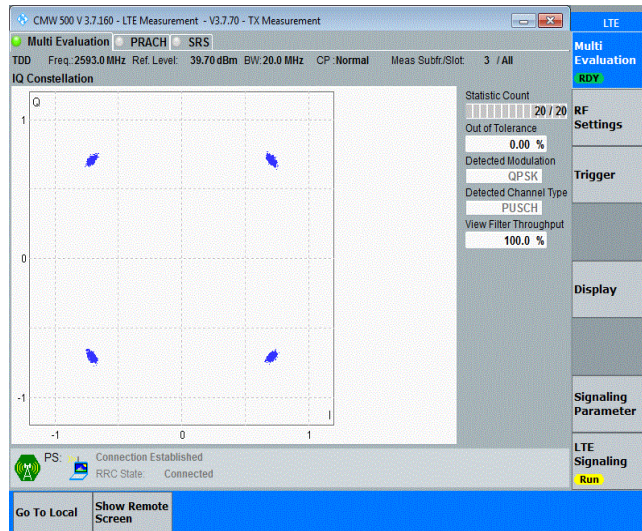 CMW 500 V 3.7.160 - LTE Measurement - V3.7.70 - TX Measurement
LTE
Multi Evaluation PRACH SRS
TDD Freg.:2593.0 MHz Ref. Level: 39.70 dBm BW:20.0 MHz CP :Normal Meas Subfr./Slot: 3 / All
IQ Constellation
Q
1
0
-1
-1 0 1
I
Statistic Count
20 / 20
Out of Tolerance
0.00 %
Detected Modulation
QPSK
Detected Channel Type
PUSCH
View Filter Throughput
100.0 %
Multi
Evaluation
RDY
RF
Settings
Trigger
Display
Signaling
Parameter
LTE
Signaling
Run
PS: Connection Established
RRC State: Connected
Go To Local
Show Remote
Screen